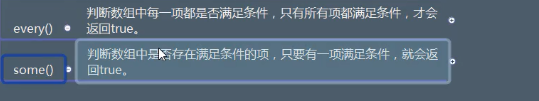 判断数组中每一项都是否满足条件,只有所有项都满足条件,才会
every()
返回true。
判断数组中是否存在满足条件的项,只要有一项满足条件,就会
some()
返回true。